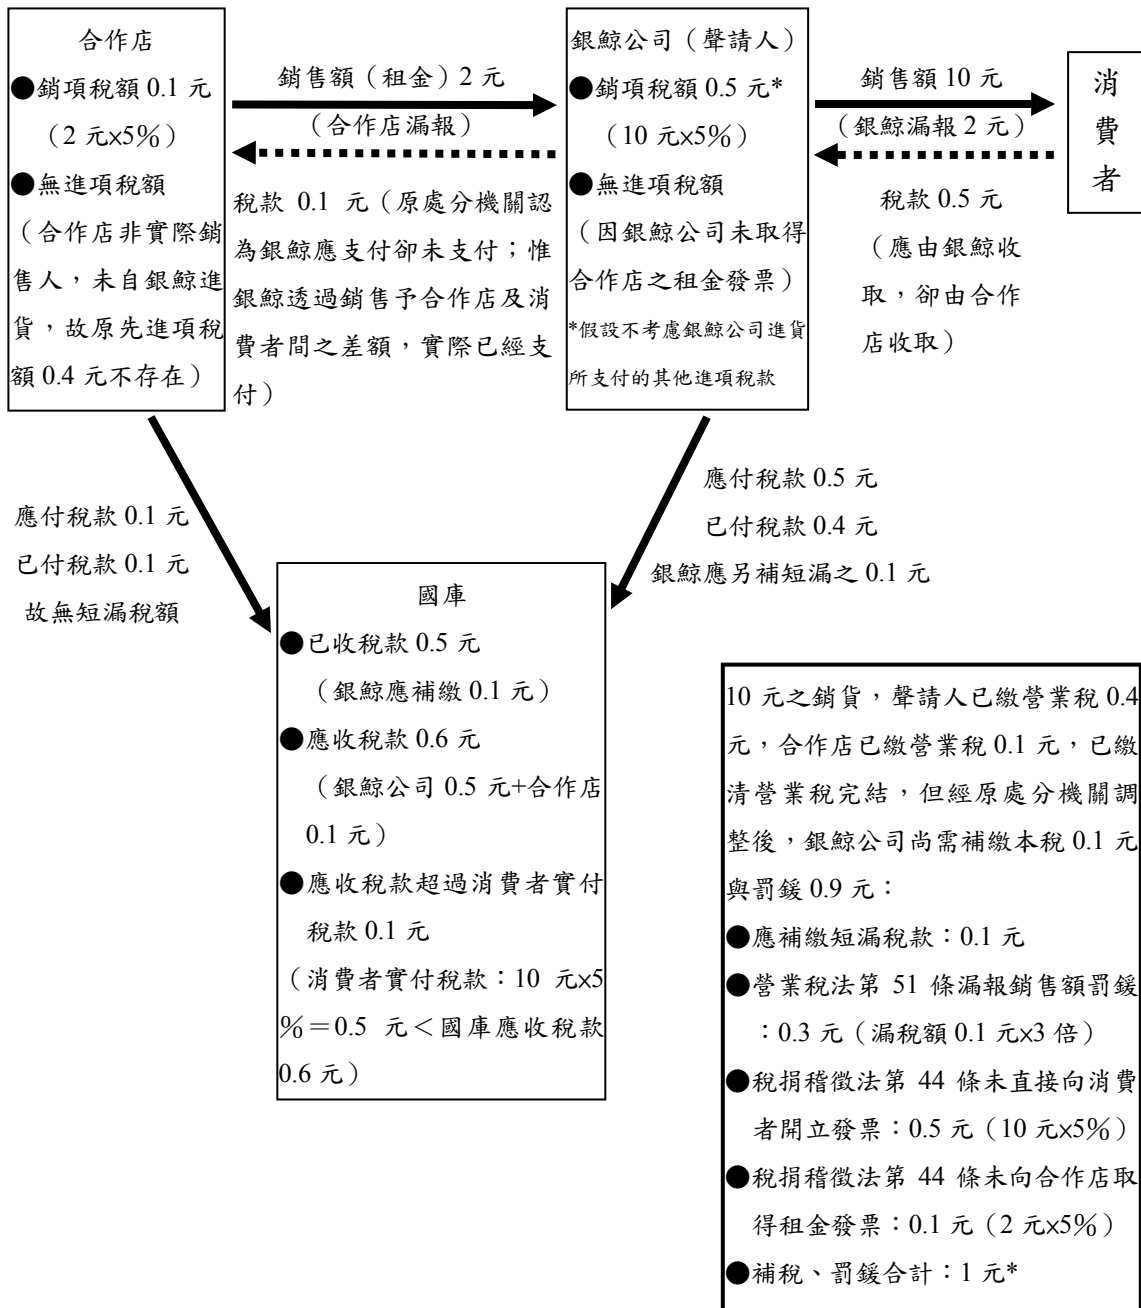 合作店
●銷項稅額 0.1 元
（2 元x5%）
●無進項稅額
（合作店非實際銷
售人，未自銀鯨進
貨，故原先進項稅
額 0.4 元不存在）
銷售額（租金）2 元
（合作店漏報）
稅款 0.1 元（原處分機關認
為銀鯨應支付卻未支付；惟
銀鯨透過銷售予合作店及消
費者間之差額，實際已經支
付）
銀鯨公司（聲請人）
●銷項稅額 0.5 元*
（10 元x5%）
●無進項稅額
（因銀鯨公司未取得
合作店之租金發票）
*假設不考慮銀鯨公司進貨
所支付的其他進項稅款
銷售額 10 元
（銀鯨漏報 2 元）
稅款 0.5 元
（應由銀鯨收
取，卻由合作
店收取）
消
費
者
應付稅款 0.1 元
已付稅款 0.1 元
故無短漏稅額
應付稅款 0.5 元
已付稅款 0.4 元
銀鯨應另補短漏之 0.1 元
國庫
●已收稅款 0.5 元
（銀鯨應補繳 0.1 元）
●應收稅款 0.6 元
（銀鯨公司 0.5 元+合作店
0.1 元）
●應收稅款超過消費者實付
稅款 0.1 元
（消費者實付稅款：10 元x5
%＝0.5 元＜國庫應收稅款
0.6 元）
10 元之銷貨，聲請人已繳營業稅 0.4
元，合作店已繳營業稅 0.1 元，已繳
清營業稅完結，但經原處分機關調
整後，銀鯨公司尚需補繳本稅 0.1 元
與罰鍰 0.9 元：
●應補繳短漏稅款：0.1 元
●營業稅法第 51 條漏報銷售額罰鍰
：0.3 元（漏稅額 0.1 元x3 倍）
●稅捐稽徵法第 44 條未直接向消費
者開立發票：0.5 元（10 元x5%）
●稅捐稽徵法第 44 條未向合作店取
得租金發票：0.1 元（2 元x5%）
●補稅、罰鍰合計：1 元*